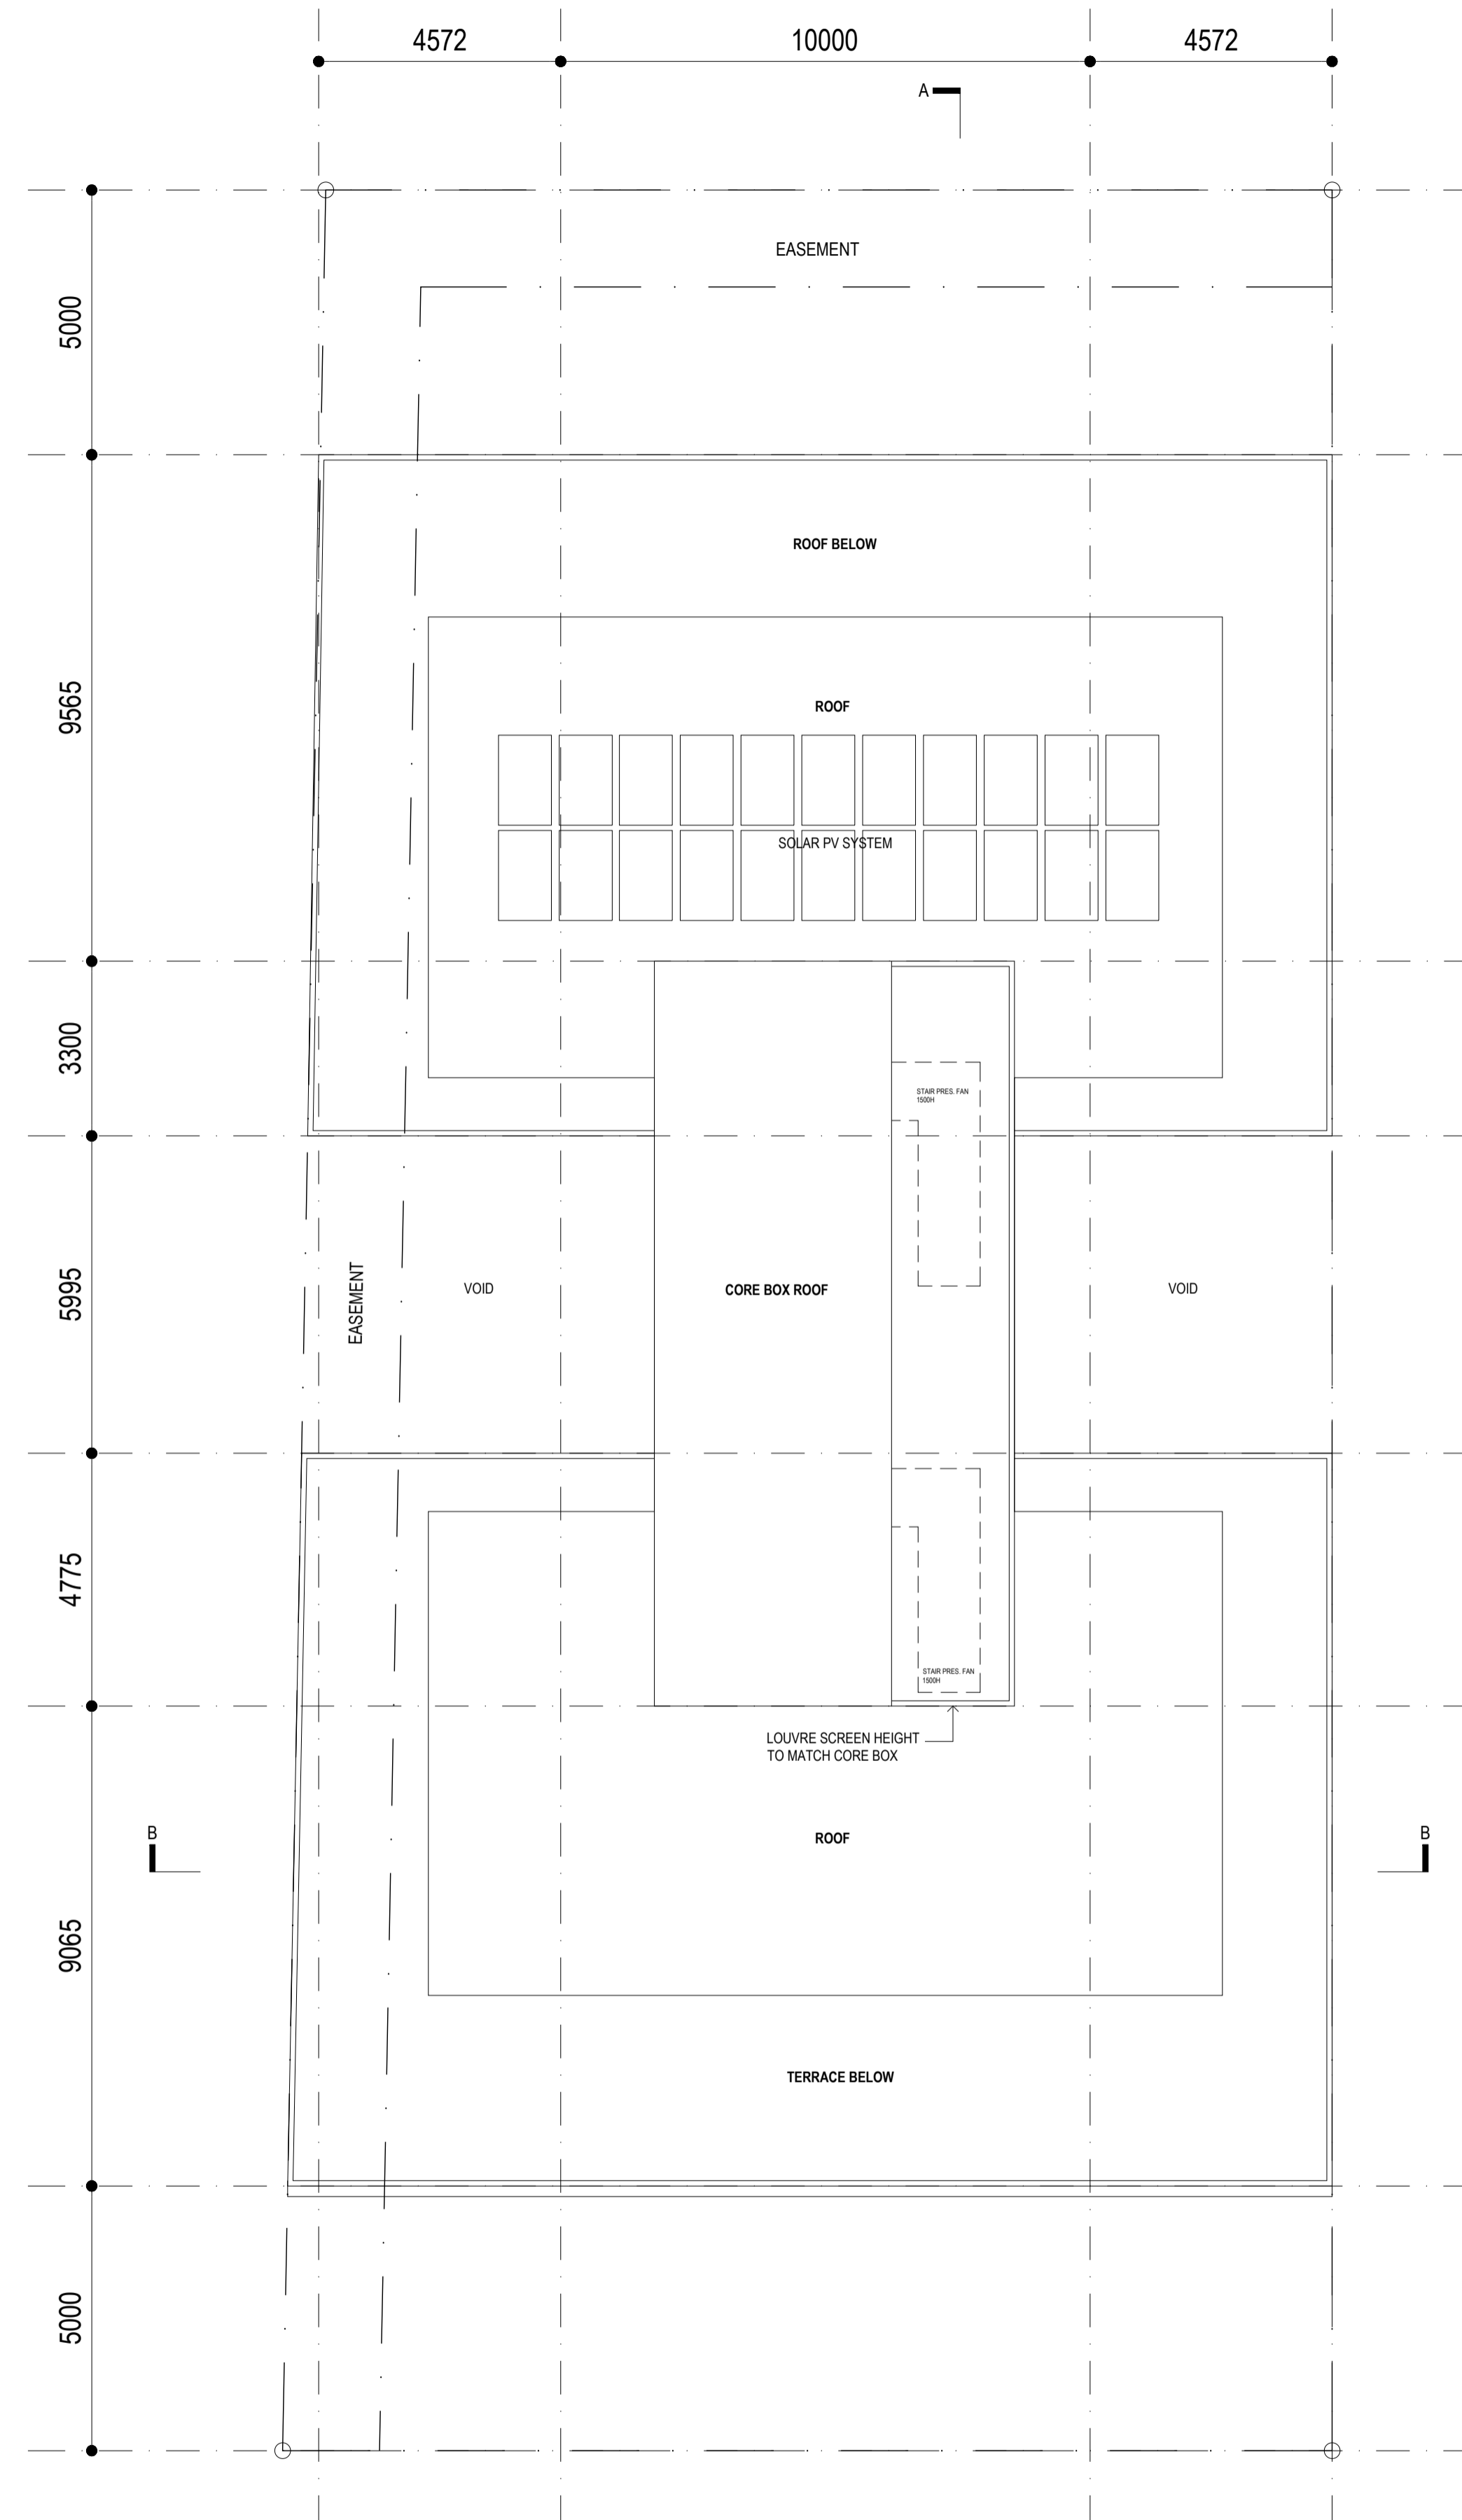 4572
10000
4572
A
EASEMENT
5000
ROOF BELOW
9565
ROOF
SOLAR PV SYSTEM
3300
STAIR PRES. FAN
1500H
5995
EASEMENT
VOID
CORE BOX ROOF
VOID
4775
STAIR PRES. FAN
1500H
LOUVRE SCREEN HEIGHT
TO MATCH CORE BOX
B
ROOF
B
9065
TERRACE BELOW
5000